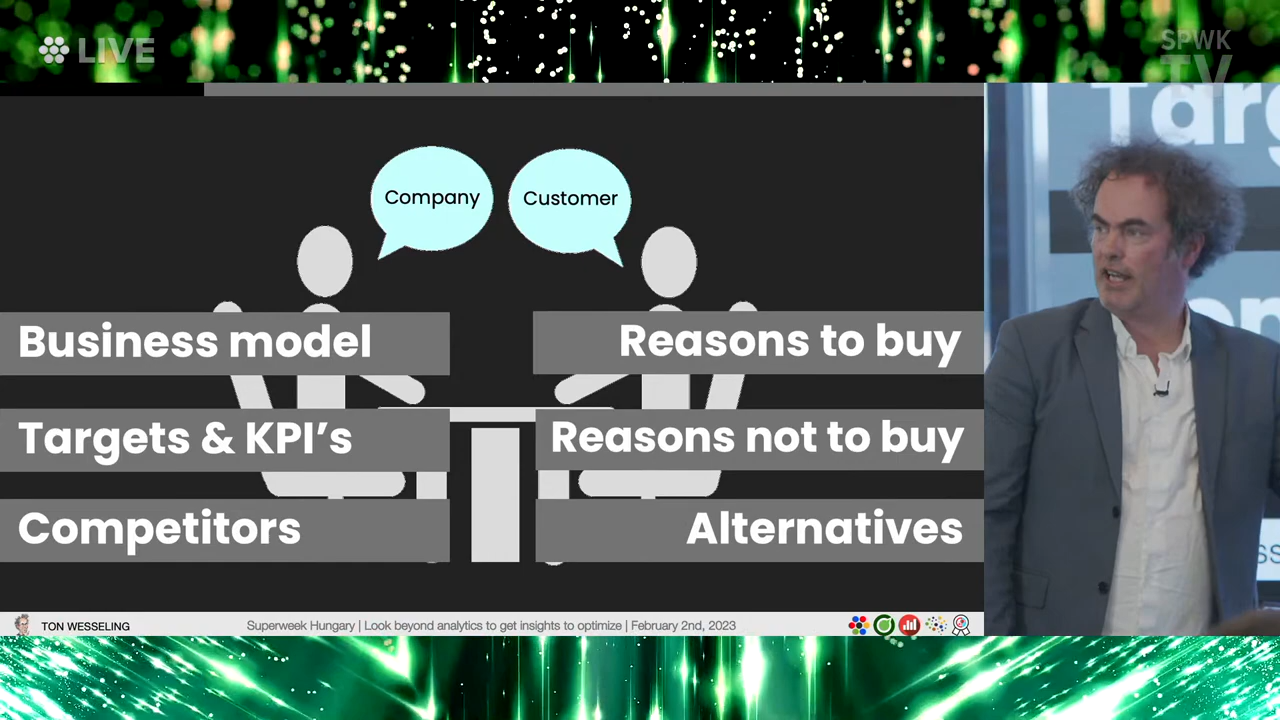 LIVE
SPWK
TV
Targ
Company
Customer
Business model
Reasons to buy
Targets & KPI's
Reasons not to buy
Competitors
Alternatives
TON WESSELING
Superweek Hungary | Look beyond analytics to get insights to optimize | February 2nd, 2023